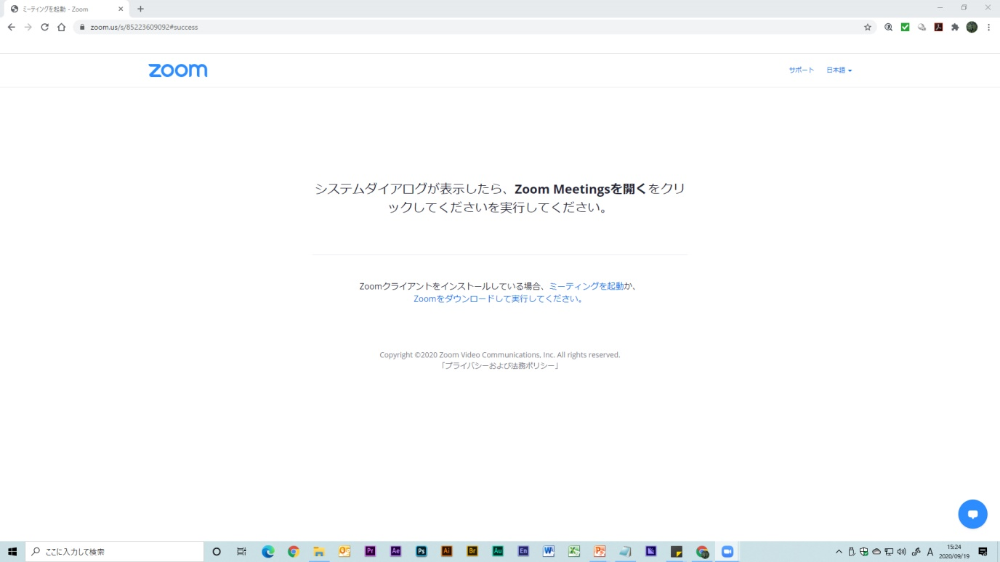 ミーティングを起動 - Zoom
zoom.us/s/85223609092#success
zoom
サポート 日本語
システムダイアログが表示したら、Zoom Meetingsを開くをクリ
ックしてくださいを実行してください。
Zoomクライアントをインストールしている場合、ミーティングを起動か、
Zoomをダウンロードして実行してください。
Copyright ©2020 Zoom Video Communications, Inc. All rights reserved.
「プライバシーおよび法務ポリシー」
ここに入力して検索
Pr Ae Ps Ai Br Au En
A
15:24
2020/09/19